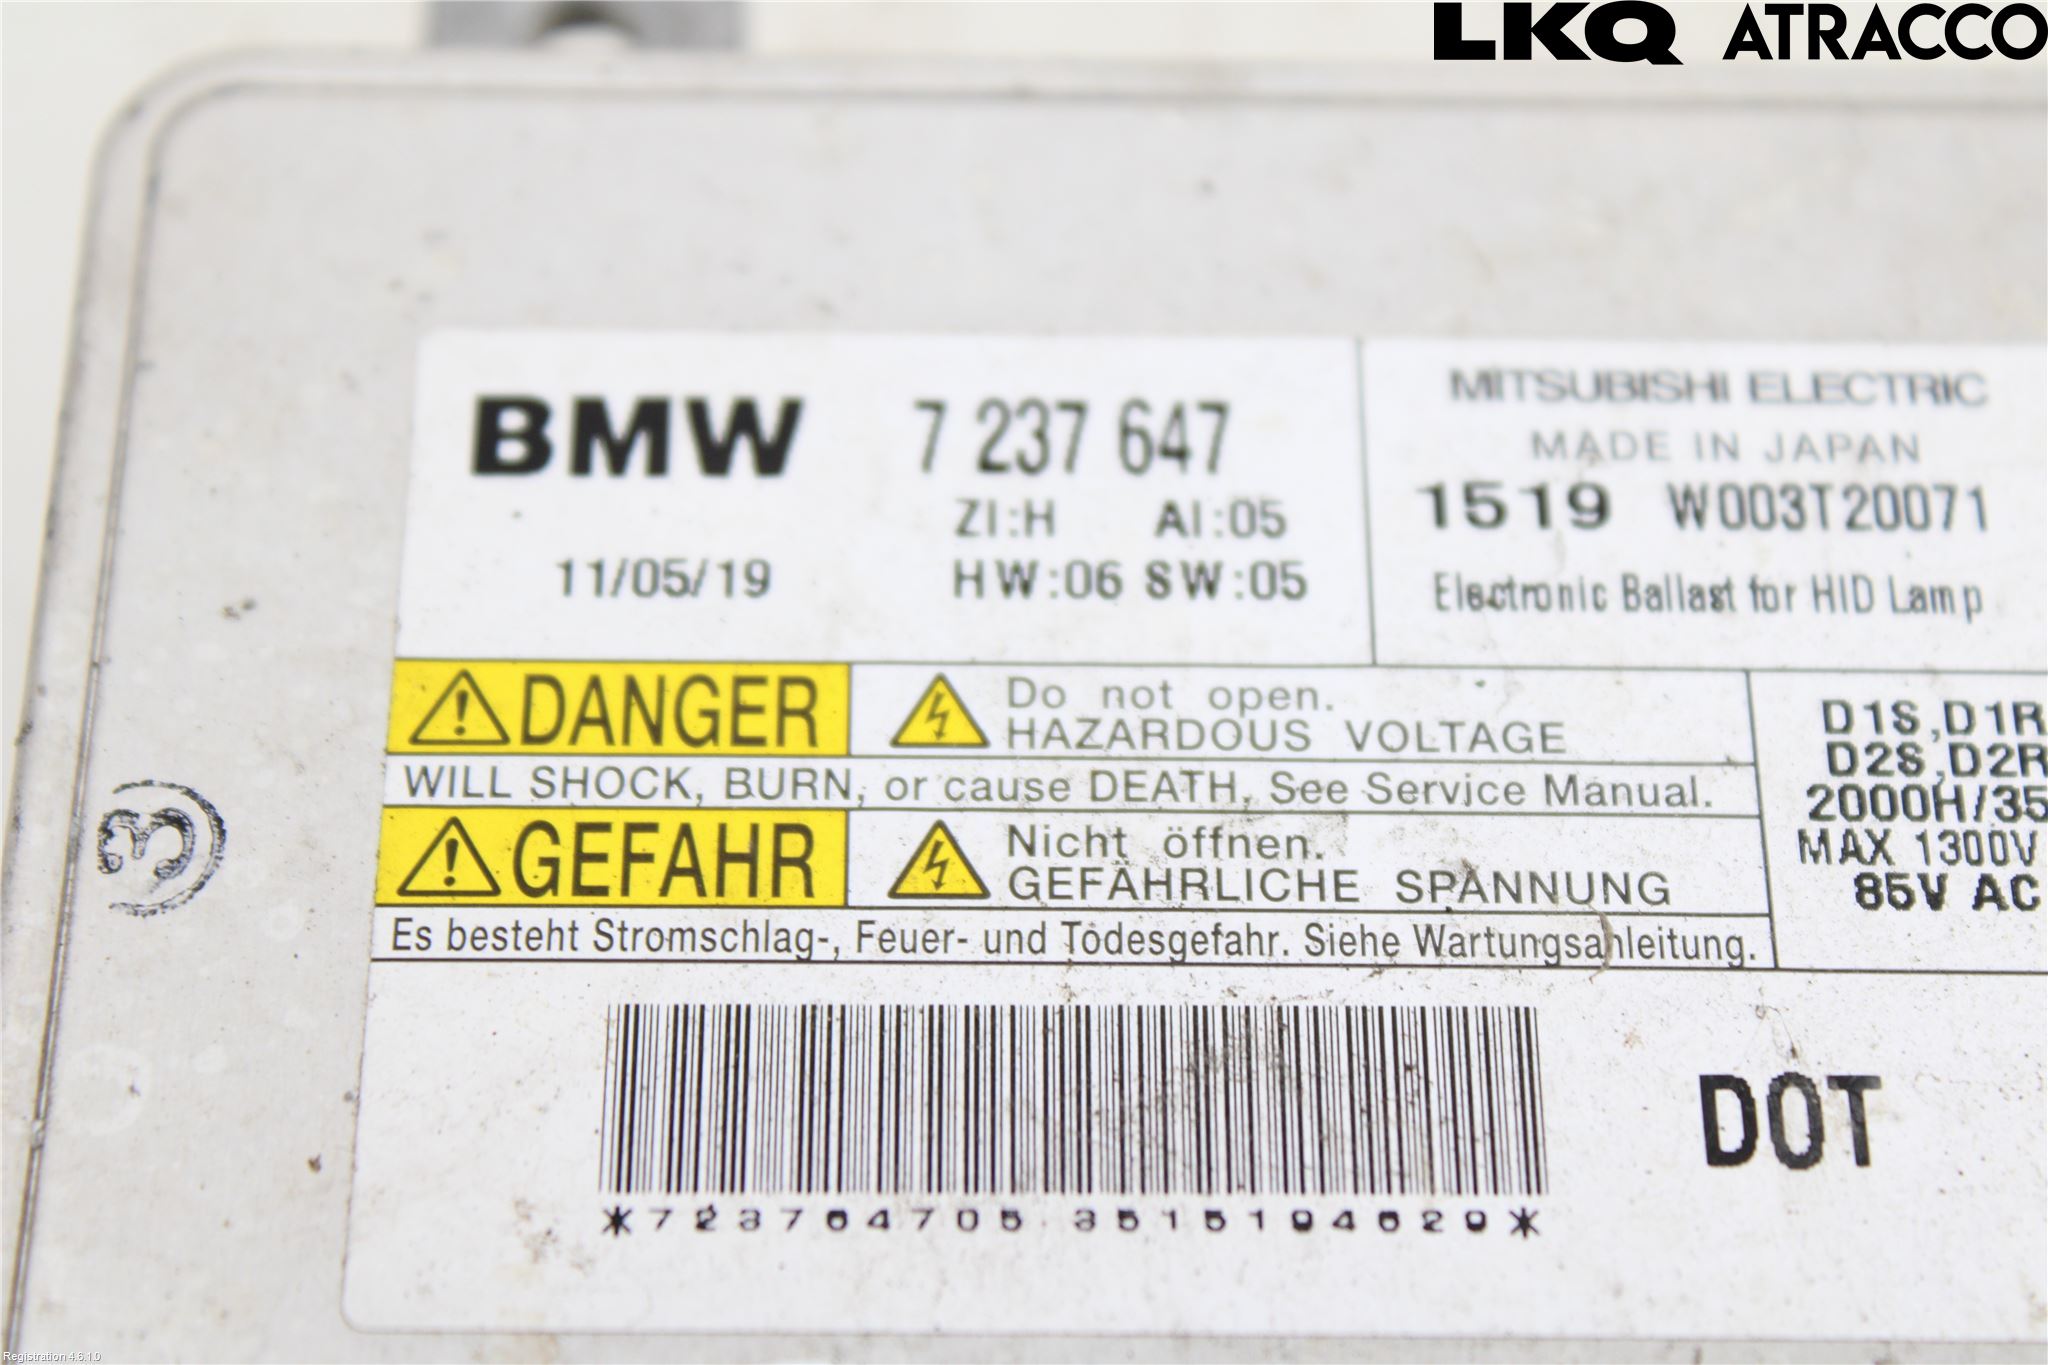 LKQ ATRACCO
BMW 7 237 647
ZI:H AI:05
11/05/19 HW:06 SW:05
MITSUBISHI ELECTRIC
MADE IN JAPAN
1519 W003T20071
Electronic Ballast for HID Lamp
DANGER
Do not open.
HAZARDOUS VOLTAGE
WILL SHOCK, BURN, or cause DEATH. See Service Manual.
GEFAHR
Nicht öffnen.
GEFÄHRLICHE SPANNUNG
Es besteht Stromschlag-, Feuer- und Todesgefahr. Siehe Wartungsanleitung.
D1S,D1R
D2S,D2R
2000H/35
MAX 1300V
85V AC
3
DOT
Registration 4.6.1.0